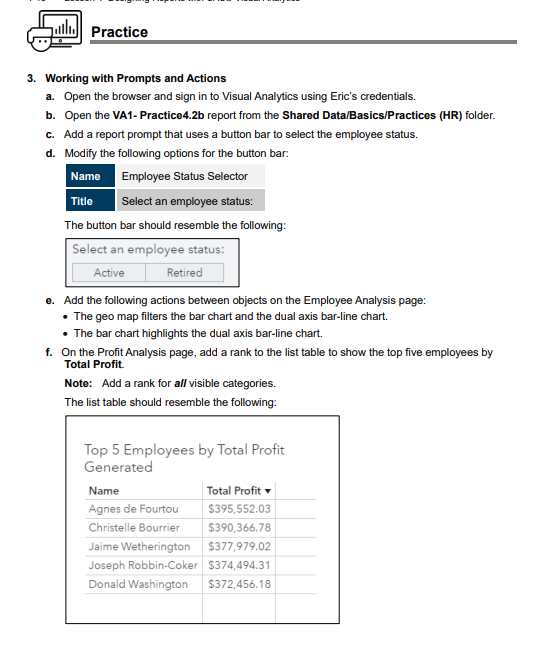 Practice
3. Working with Prompts and Actions
a. Open the browser and sign in to Visual Analytics using Eric's credentials.
b. Open the VA1- Practice4.2b report from the Shared Data/Basics/Practices (HR) folder.
c. Add a report prompt that uses a button bar to select the employee status.
d. Modify the following options for the button bar:
Name Employee Status Selector
Title Select an employee status:
The button bar should resemble the following:
Select an employee status:
Active Retired
e. Add the following actions between objects on the Employee Analysis page:
• The geo map filters the bar chart and the dual axis bar-line chart.
• The bar chart highlights the dual axis bar-line chart.
f. On the Profit Analysis page, add a rank to the list table to show the top five employees by
Total Profit.
Note: Add a rank for all visible categories.
The list table should resemble the following:
Top 5 Employees by Total Profit
Generated
Name Total Profit ▼
Agnes de Fourtou $395,552.03
Christelle Bourrier $390,366.78
Jaime Wetherington $377,979.02
Joseph Robbin-Coker $374,494.31
Donald Washington $372,456.18